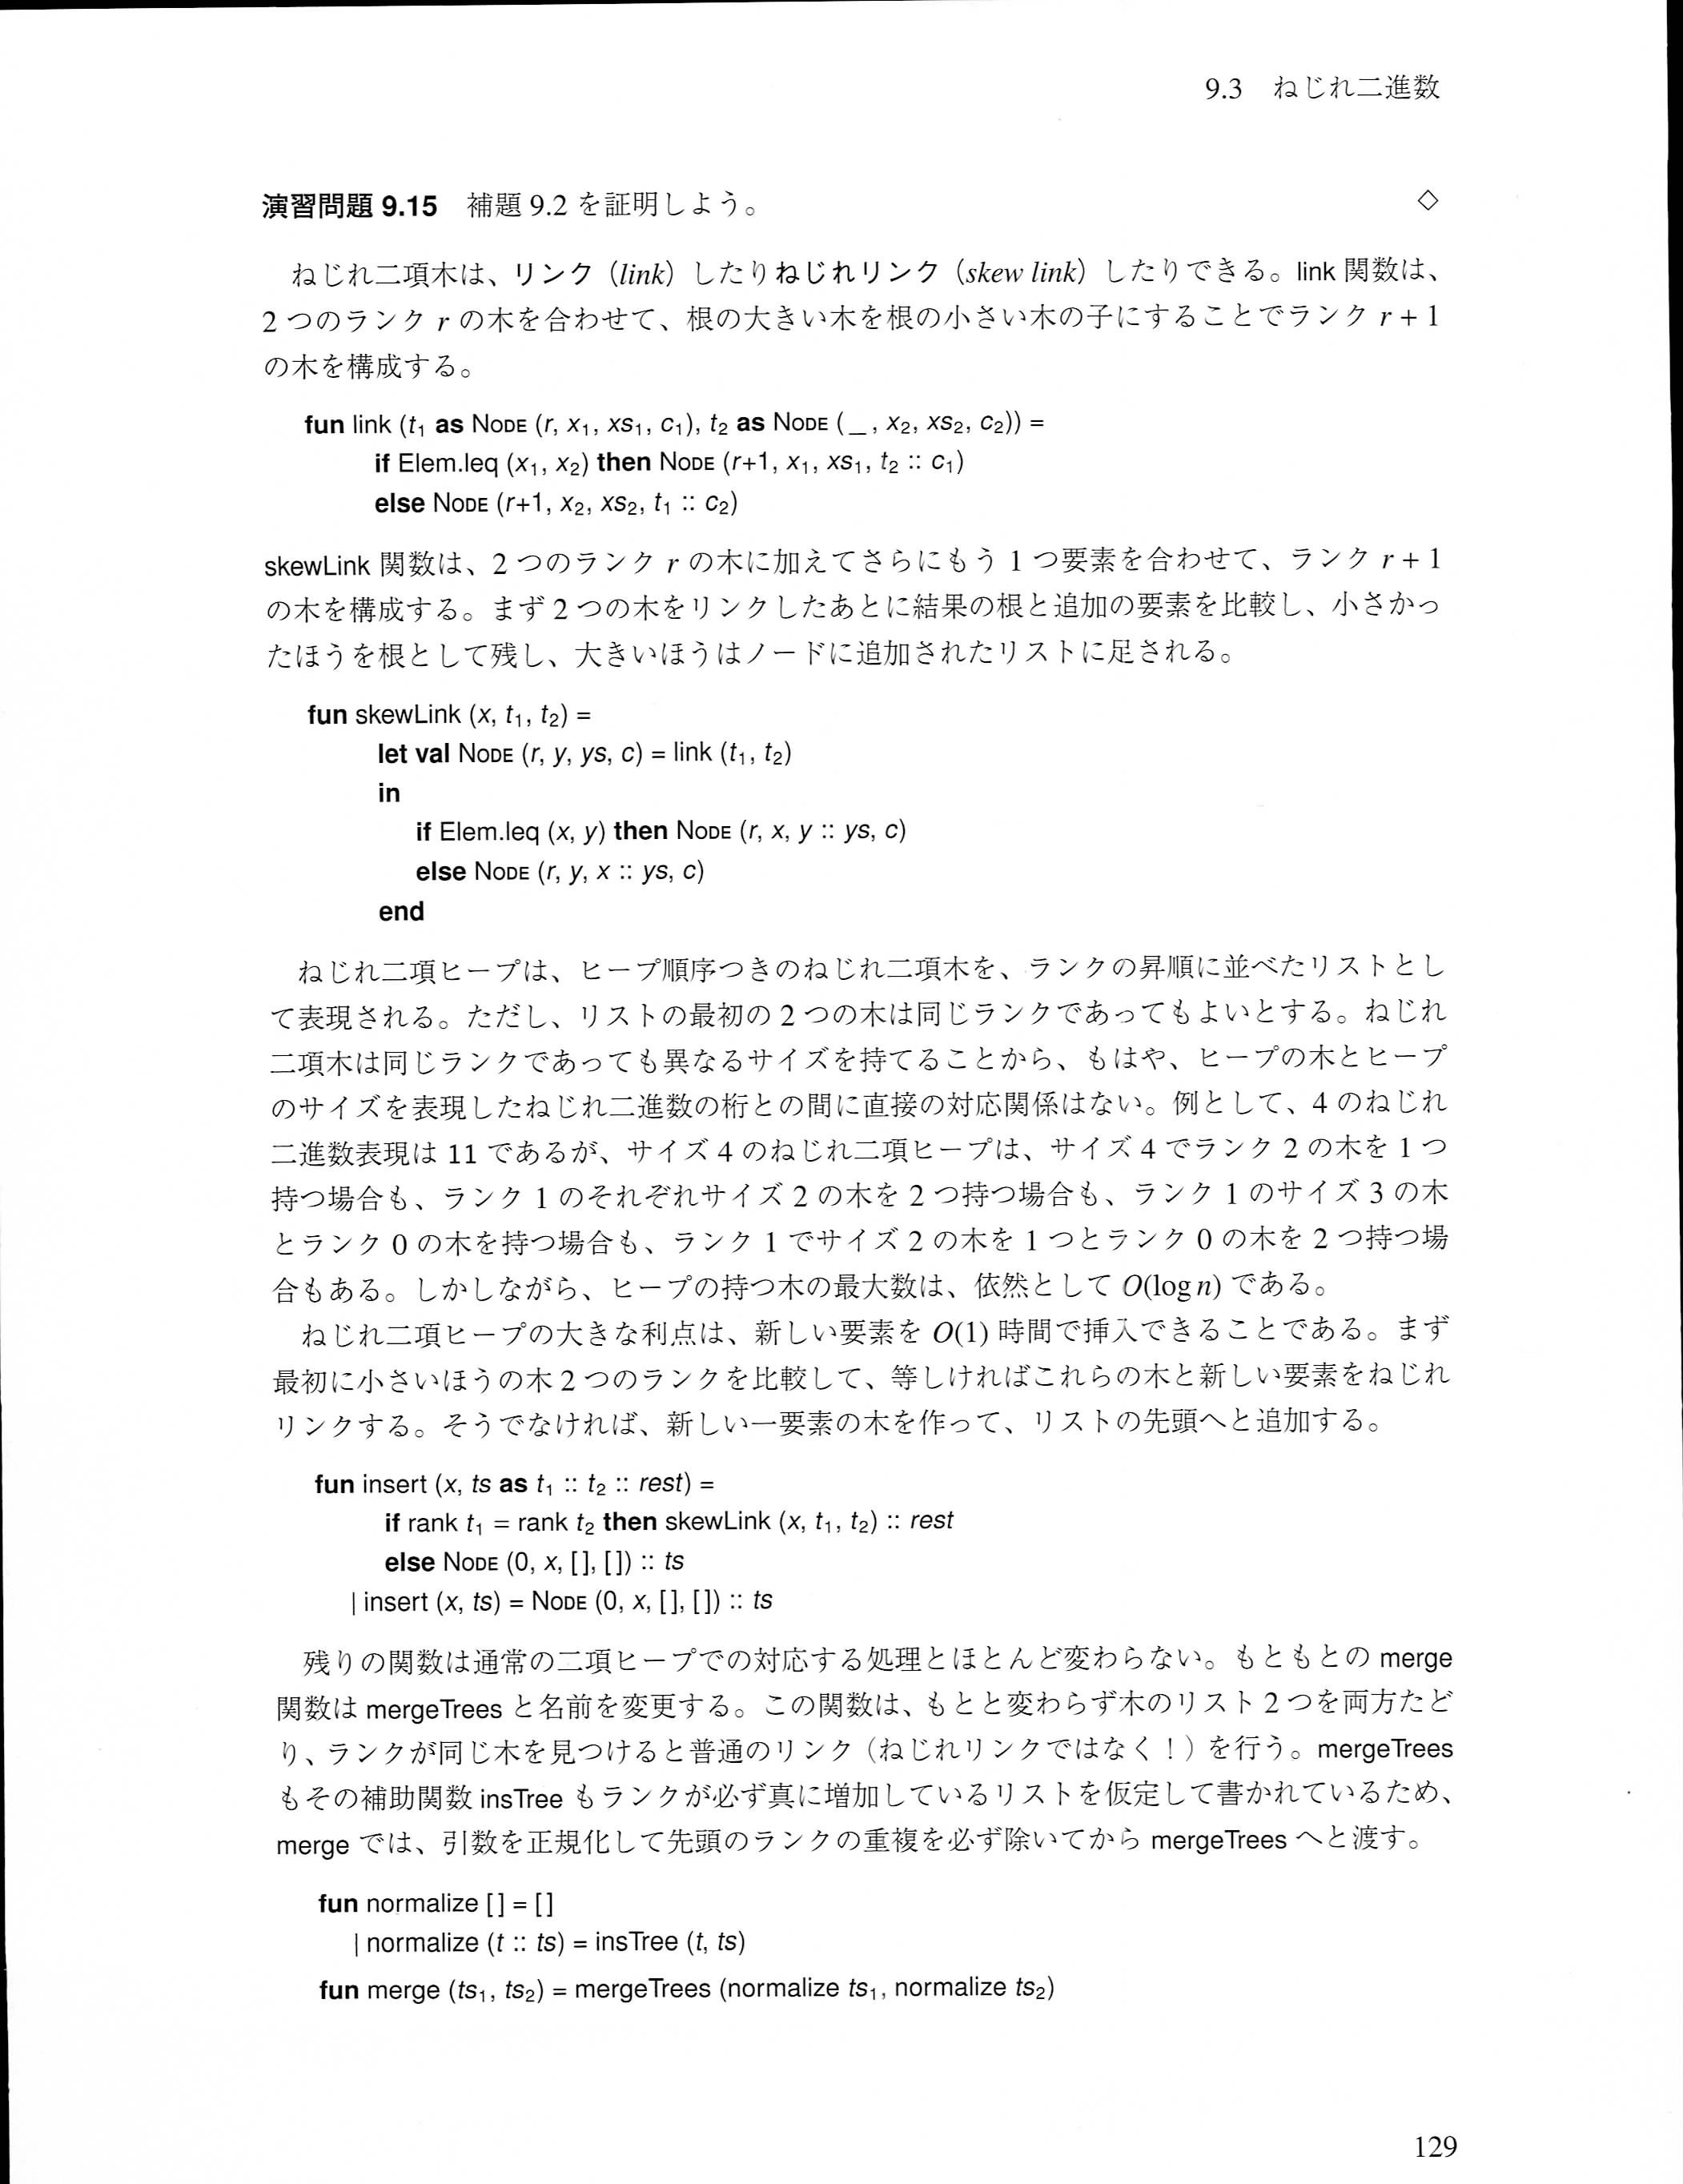 9.3 ねじれ二進数
演習問題 9.15 補題 9.2 を証明しよう。 ◇
ねじれ二項木は、リンク（link）したりねじれリンク（skew link）したりできる。link 関数は、
2 つのランク r の木を合わせて、根の大きい木を根の小さい木の子にすることでランク r + 1
の木を構成する。
fun link (t₁ as NODE (r, x₁, xs₁, c₁), t₂ as NODE (_ , x₂, xs₂, c₂)) =
if Elem.leq (x₁, x₂) then NODE (r+1, x₁, xs₁, t₂ :: c₁)
else NODE (r+1, x₂, xs₂, t₁ :: c₂)
skewLink 関数は、2 つのランク r の木に加えてさらにもう 1 つ要素を合わせて、ランク r + 1
の木を構成する。まず 2 つの木をリンクしたあとに結果の根と追加の要素を比較し、小さかっ
たほうを根として残し、大きいほうはノードに追加されたリストに足される。
fun skewLink (x, t₁, t₂) =
let val NODE (r, y, ys, c) = link (t₁, t₂)
in
if Elem.leq (x, y) then NODE (r, x, y :: ys, c)
else NODE (r, y, x :: ys, c)
end
ねじれ二項ヒープは、ヒープ順序つきのねじれ二項木を、ランクの昇順に並べたリストとし
て表現される。ただし、リストの最初の 2 つの木は同じランクであってもよいとする。ねじれ
二項木は同じランクであっても異なるサイズを持てることから、もはや、ヒープの木とヒープ
のサイズを表現したねじれ二進数の桁との間に直接の対応関係はない。例として、4 のねじれ
二進数表現は 11 であるが、サイズ 4 のねじれ二項ヒープは、サイズ 4 でランク 2 の木を 1 つ
持つ場合も、ランク 1 のそれぞれサイズ 2 の木を 2 つ持つ場合も、ランク 1 のサイズ 3 の木
とランク 0 の木を持つ場合も、ランク 1 でサイズ 2 の木を 1 つとランク 0 の木を 2 つ持つ場
合もある。しかしながら、ヒープの持つ木の最大数は、依然として O(log n) である。
ねじれ二項ヒープの大きな利点は、新しい要素を O(1) 時間で挿入できることである。まず
最初に小さいほうの木 2 つのランクを比較して、等しければこれらの木と新しい要素をねじれ
リンクする。そうでなければ、新しい一要素の木を作って、リストの先頭へと追加する。
fun insert (x, ts as t₁ :: t₂ :: rest) =
if rank t₁ = rank t₂ then skewLink (x, t₁, t₂) :: rest
else NODE (0, x, [], []) :: ts
| insert (x, ts) = NODE (0, x, [], []) :: ts
残りの関数は通常の二項ヒープでの対応する処理とほとんど変わらない。もともとの merge
関数は mergeTrees と名前を変更する。この関数は、もとと変わらず木のリスト 2 つを両方たど
り、ランクが同じ木を見つけると普通のリンク（ねじれリンクではなく！）を行う。mergeTrees
もその補助関数 insTree もランクが必ず真に増加しているリストを仮定して書かれているため、
merge では、引数を正規化して先頭のランクの重複を必ず除いてから mergeTrees へと渡す。
fun normalize [] = []
| normalize (t :: ts) = insTree (t, ts)
fun merge (ts₁, ts₂) = mergeTrees (normalize ts₁, normalize ts₂)
129